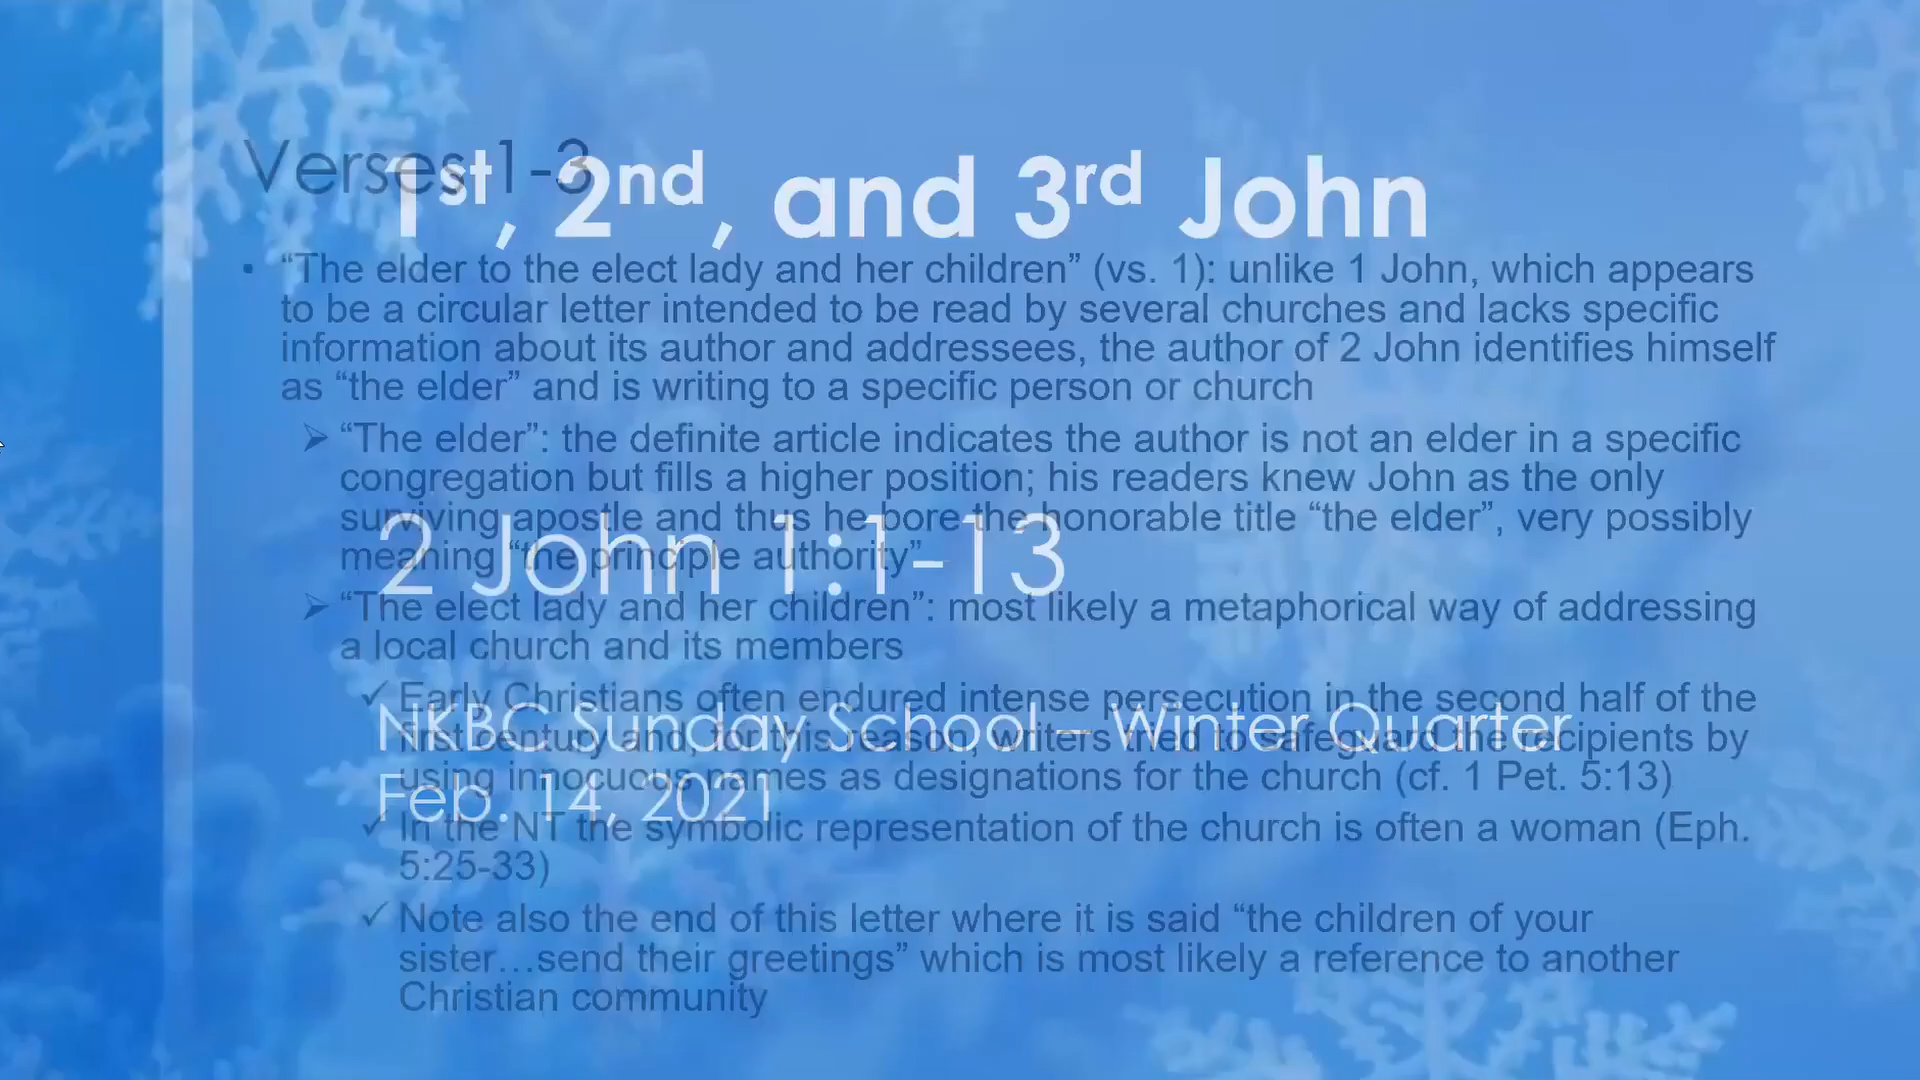 1st, 2nd, and 3rd John
2 John 1:1-13
NKBC Sunday School – Winter Quarter
Feb. 14, 2021
Verses 1-3
• “The elder to the elect lady and her children” (vs. 1): unlike 1 John, which appears
to be a circular letter intended to be read by several churches and lacks specific
information about its author and addressees, the author of 2 John identifies himself
as “the elder” and is writing to a specific person or church
➢ “The elder”: the definite article indicates the author is not an elder in a specific
congregation but fills a higher position; his readers knew John as the only
surviving apostle and thus he bore the honorable title “the elder”, very possibly
meaning “the principle authority”
➢ “The elect lady and her children”: most likely a metaphorical way of addressing
a local church and its members
✓ Early Christians often endured intense persecution in the second half of the
first century and, for this reason, writers tried to safeguard the recipients by
using innocuous names as designations for the church (cf. 1 Pet. 5:13)
✓ In the NT the symbolic representation of the church is often a woman (Eph.
5:25-33)
✓ Note also the end of this letter where it is said “the children of your
sister…send their greetings” which is most likely a reference to another
Christian community